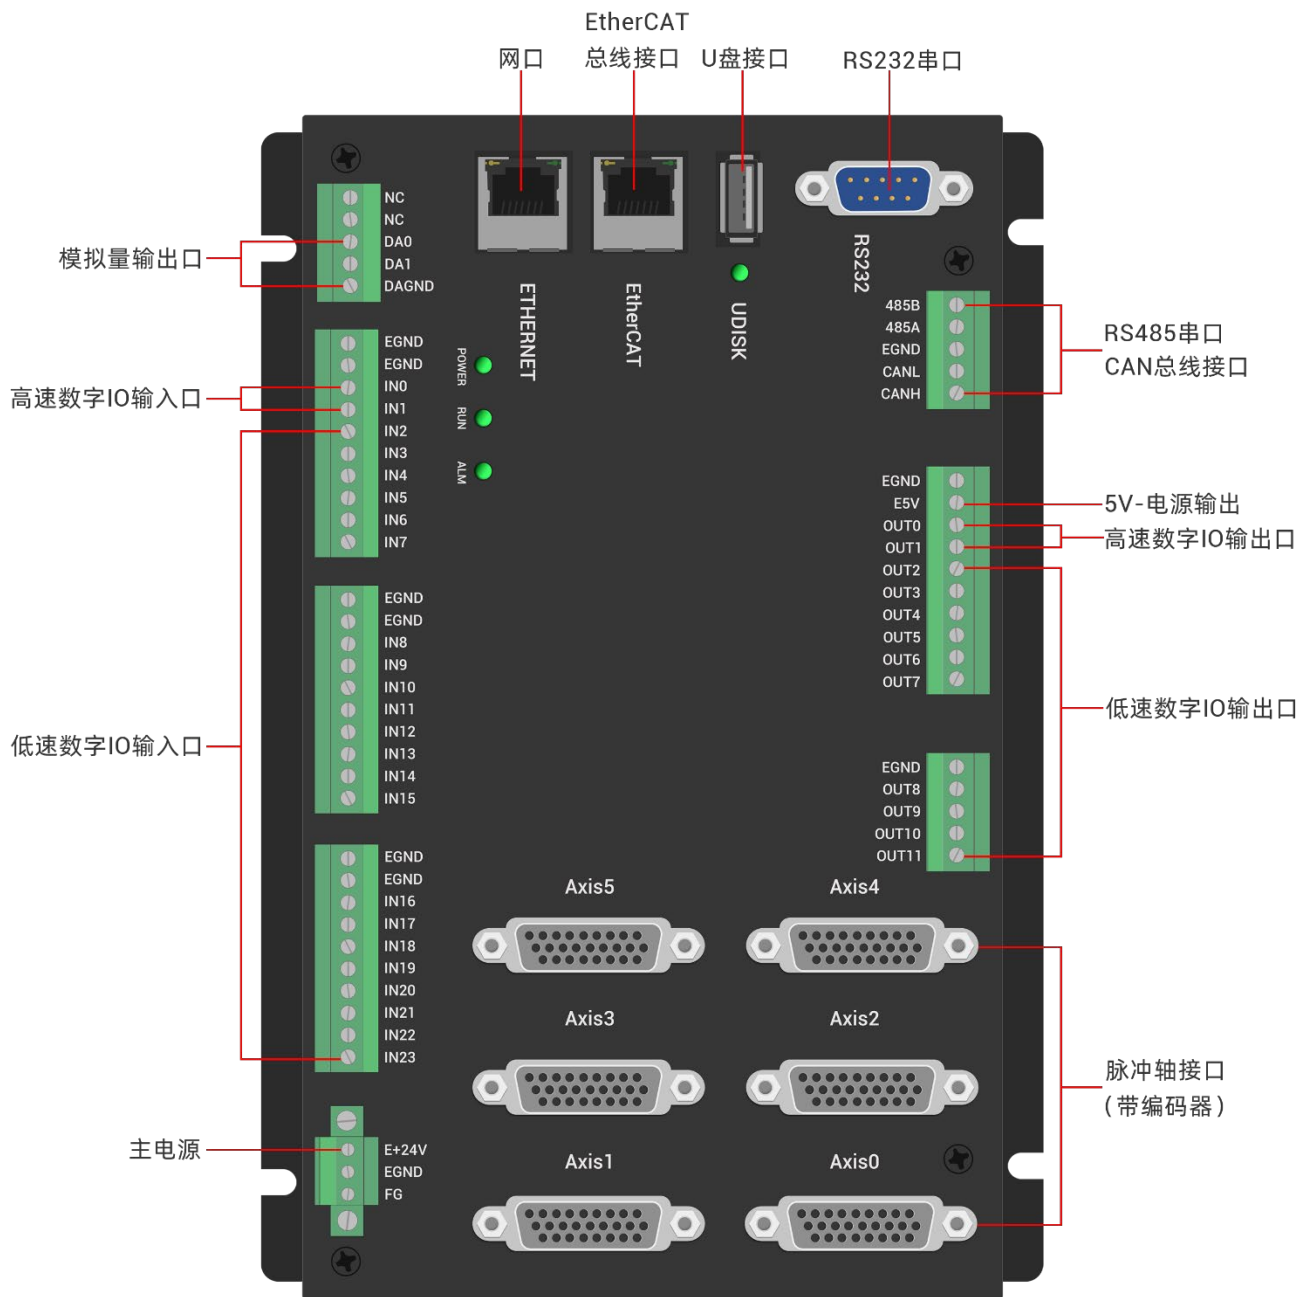 EtherCAT
网口
总线接口
U盘接口
RS232串口
NC
NC
DA0
DA1
DAGND
模拟量输出口
ETHERNET
EtherCAT
UDISK
RS232
485B
485A
EGND
CANL
CANH
RS485串口
CAN总线接口
EGND
EGND
IN0
IN1
IN2
IN3
IN4
IN5
IN6
IN7
高速数字IO输入口
POWER
RUN
ALM
EGND
E5V
OUT0
OUT1
OUT2
OUT3
OUT4
OUT5
OUT6
OUT7
5V-电源输出
高速数字IO输出口
EGND
EGND
IN8
IN9
IN10
IN11
IN12
IN13
IN14
IN15
低速数字IO输入口
低速数字IO输出口
EGND
OUT8
OUT9
OUT10
OUT11
EGND
EGND
IN16
IN17
IN18
IN19
IN20
IN21
IN22
IN23
Axis5
Axis4
Axis3
Axis2
脉冲轴接口
(带编码器)
主电源
E+24V
EGND
FG
Axis1
Axis0